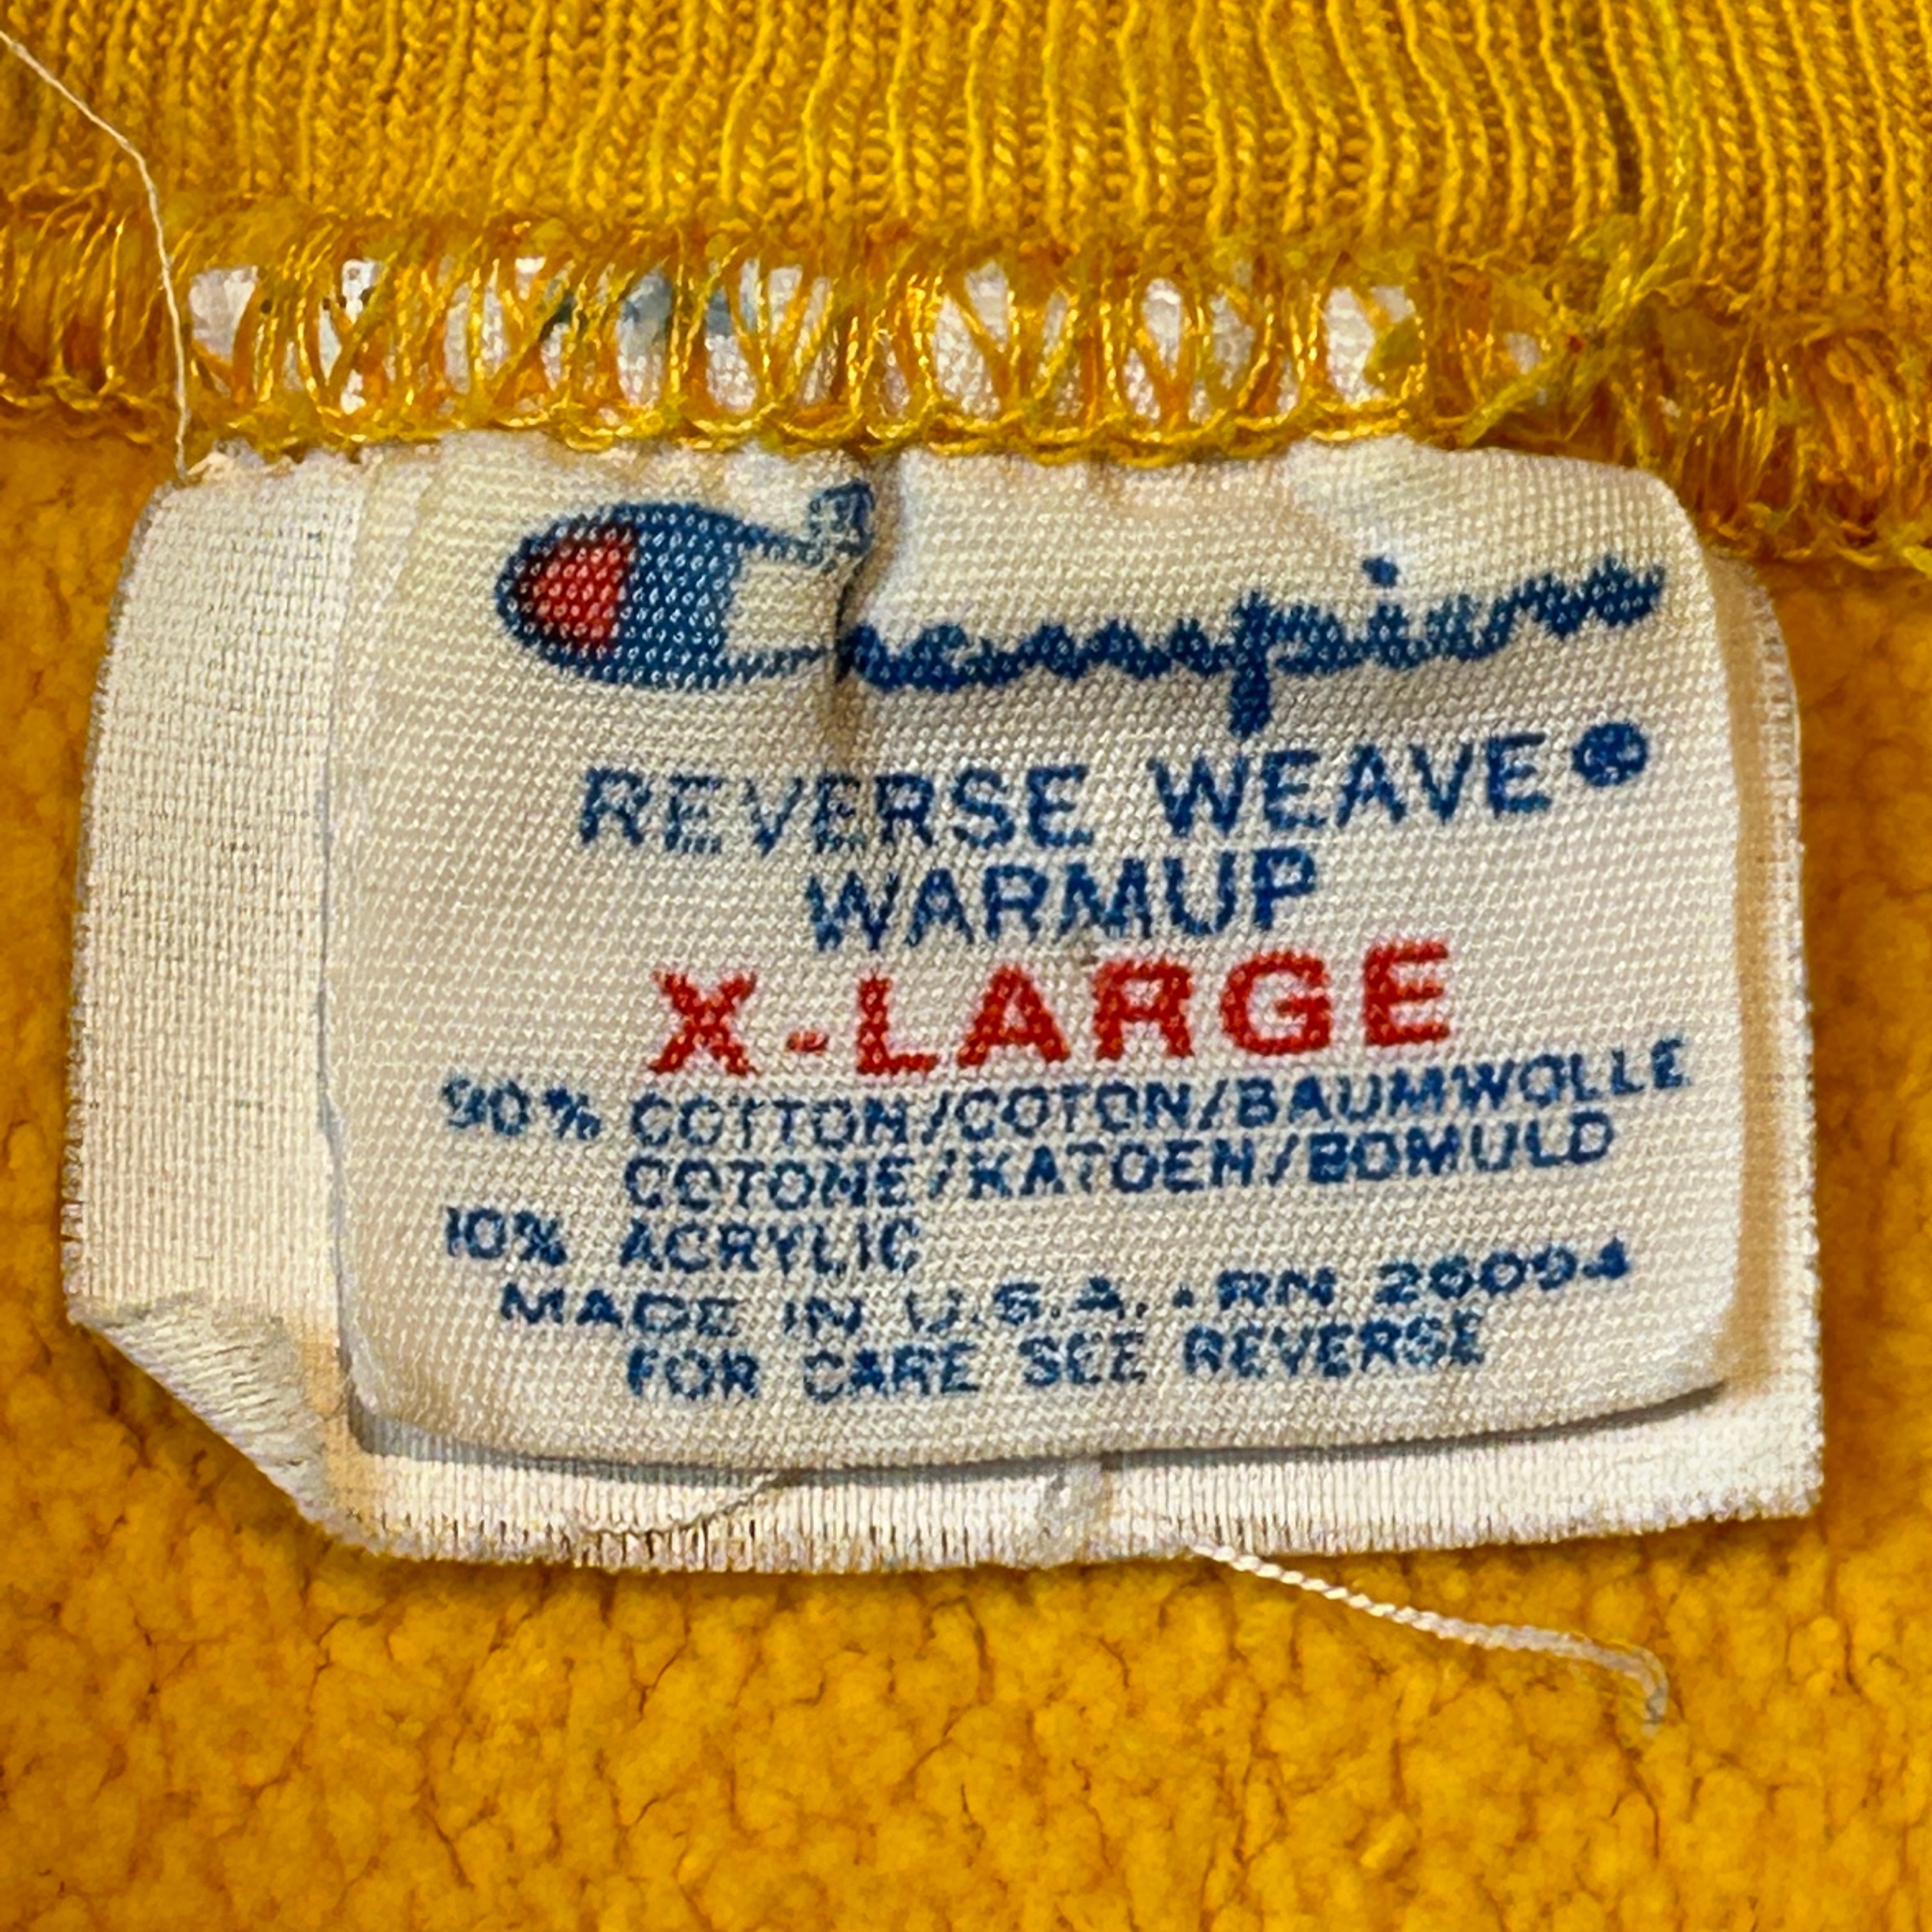 Champion
REVERSE WEAVE®
WARMUP
X-LARGE
90% COTTON/COTON/BAUMWOLLE
COTONE/KATOEN/BOMULD
10% ACRYLIC
MADE IN U.S.A. • RN 26094
FOR CARE SEE REVERSE